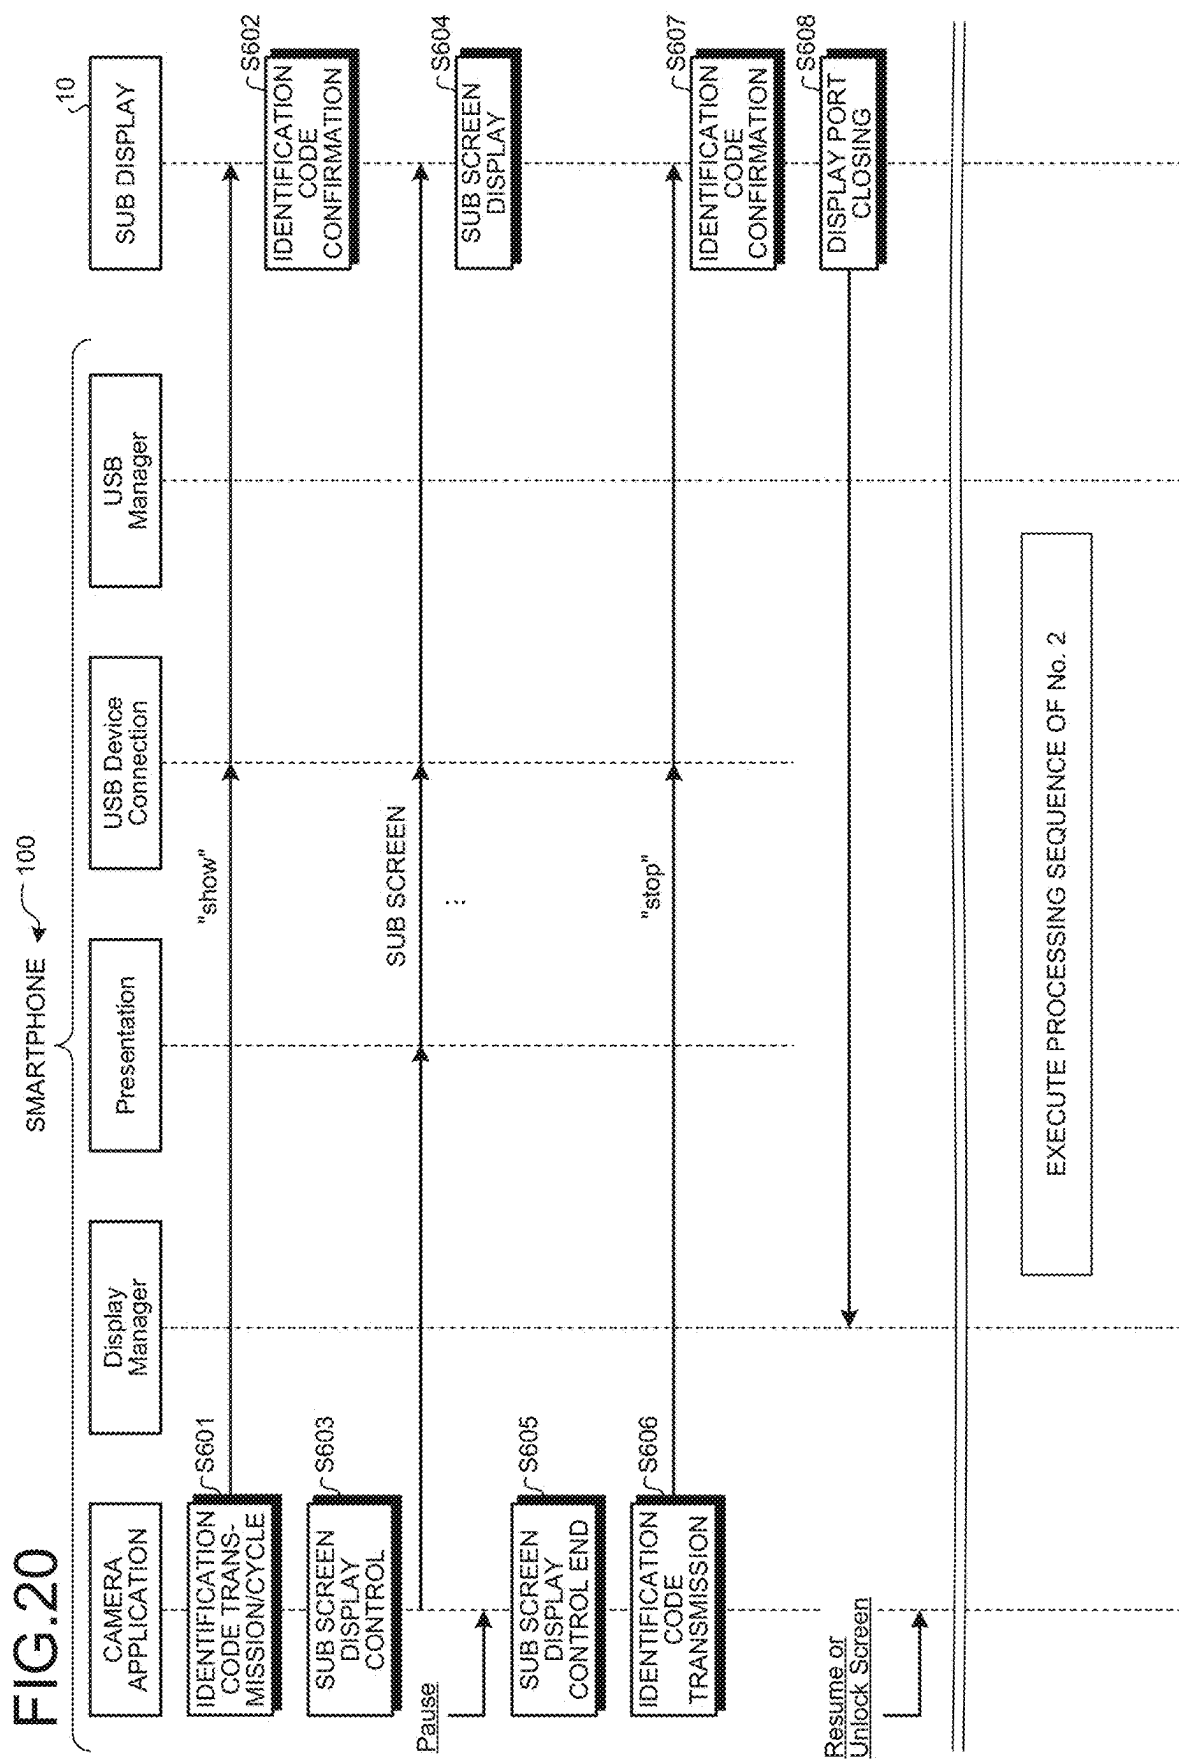 FIG.20
SMARTPHONE 100
CAMERA
APPLICATION
Display
Manager
Presentation
USB Device
Connection
USB
Manager
10
SUB DISPLAY
S601
IDENTIFICATION
CODE TRANS-
MISSION/CYCLE
"show"
S602
IDENTIFICATION
CODE
CONFIRMATION
S603
SUB SCREEN
DISPLAY
CONTROL
SUB SCREEN
...
S604
SUB SCREEN
DISPLAY
Pause
S605
SUB SCREEN
DISPLAY
CONTROL END
S606
IDENTIFICATION
CODE
TRANSMISSION
"stop"
S607
IDENTIFICATION
CODE
CONFIRMATION
S608
DISPLAY PORT
CLOSING
Resume or
Unlock Screen
EXECUTE PROCESSING SEQUENCE OF No. 2